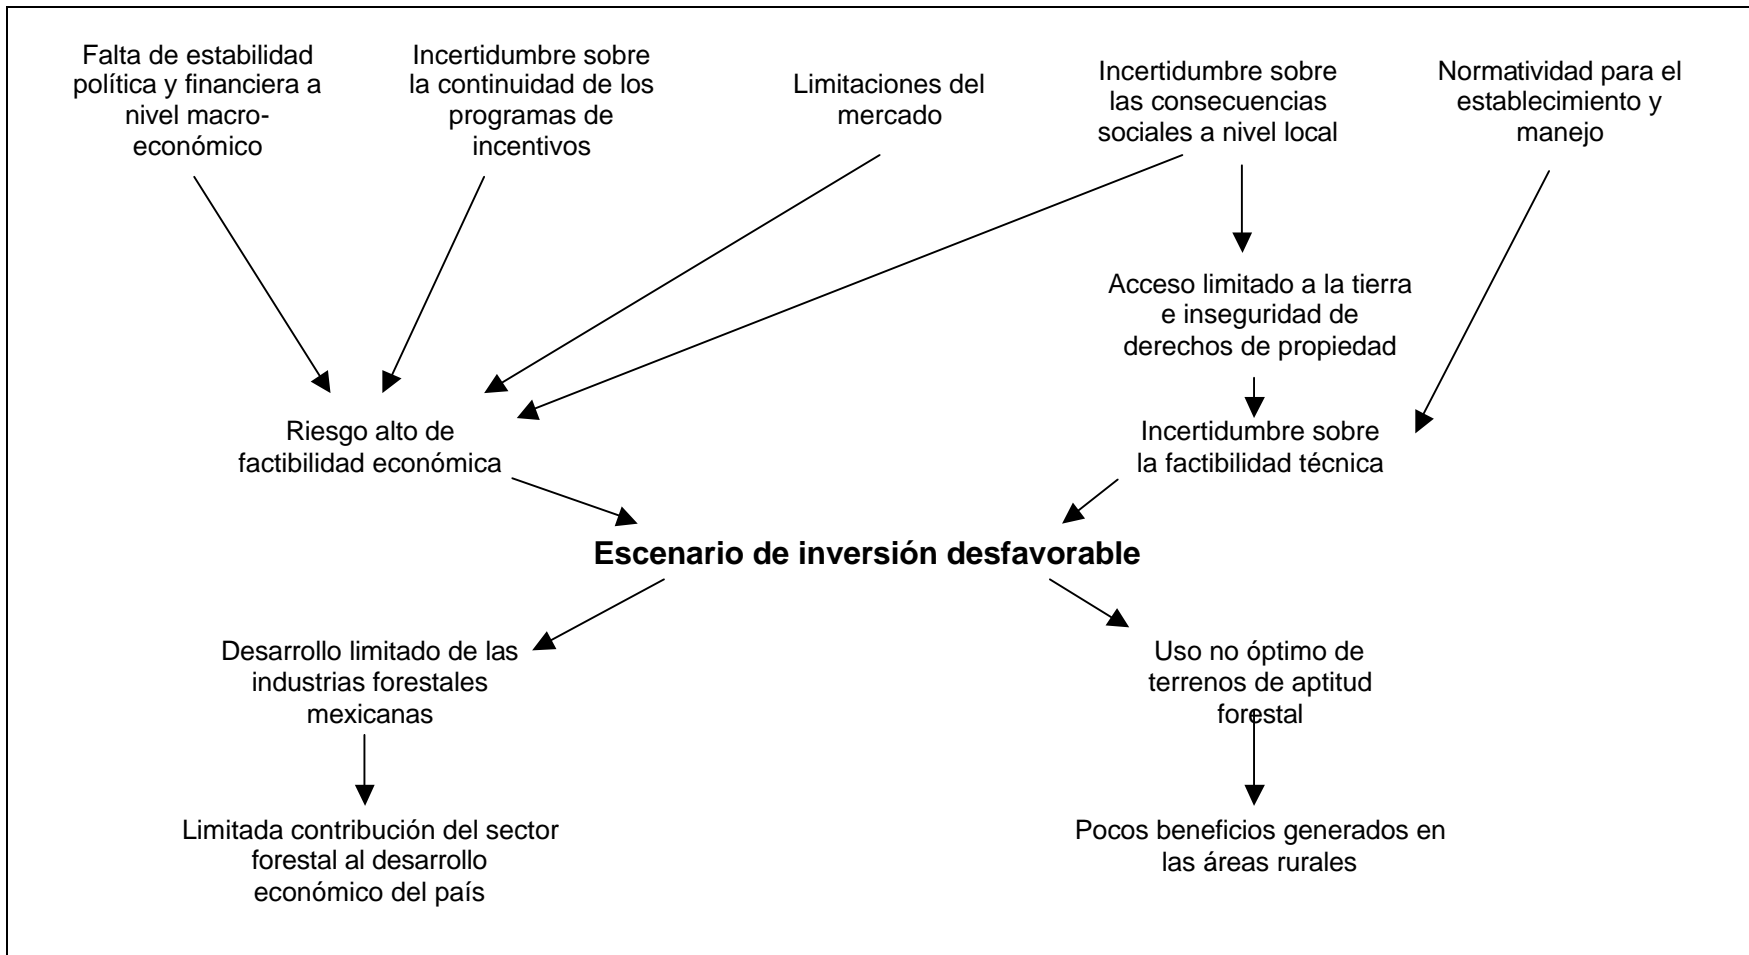 Falta de estabilidad
política y financiera a
nivel macro-
económico
Incertidumbre sobre
la continuidad de los
programas de
incentivos
Limitaciones del
mercado
Incertidumbre sobre
las consecuencias
sociales a nivel local
Normatividad para el
establecimiento y
manejo
Acceso limitado a la tierra
e inseguridad de
derechos de propiedad
Riesgo alto de
factibilidad económica
Incertidumbre sobre
la factibilidad técnica
Escenario de inversión desfavorable
Desarrollo limitado de las
industrias forestales
mexicanas
Uso no óptimo de
terrenos de aptitud
forestal
Limitada contribución del sector
forestal al desarrollo
económico del país
Pocos beneficios generados en
las áreas rurales